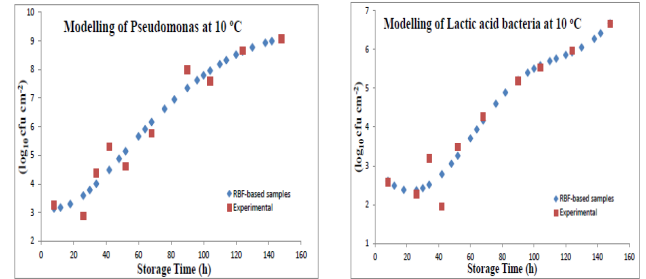 Modelling of Pseudomonas at 10 ºC
(log10 cfu cm-2)
10
9
8
7
6
5
4
3
2
RBF-based samples
Experimental
0 20 40 60 80 100 120 140 160
Storage Time (h)
Modelling of Lactic acid bacteria at 10 ºC
(log10 cfu cm-2)
7
6
5
4
3
2
1
RBF-based samples
Experimental
0 20 40 60 80 100 120 140 160
Storage Time (h)